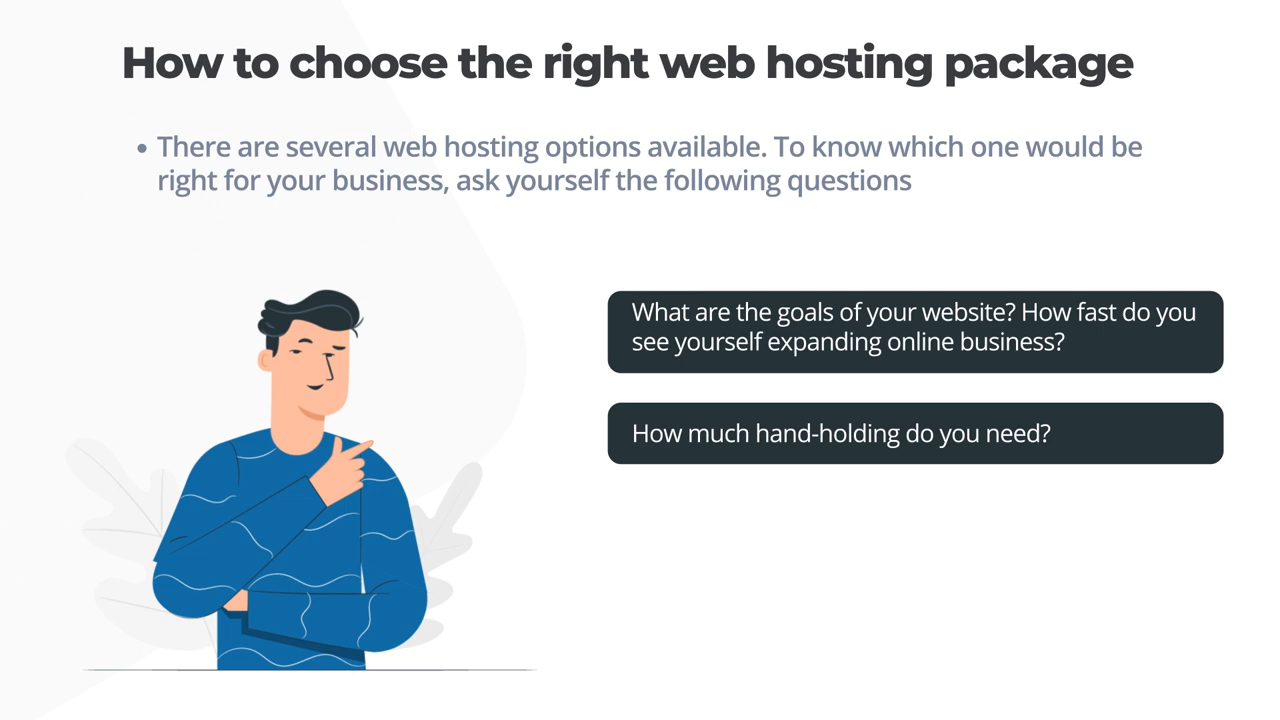 How to choose the right web hosting package
• There are several web hosting options available. To know which one would be
right for your business, ask yourself the following questions
What are the goals of your website? How fast do you
see yourself expanding online business?
How much hand-holding do you need?